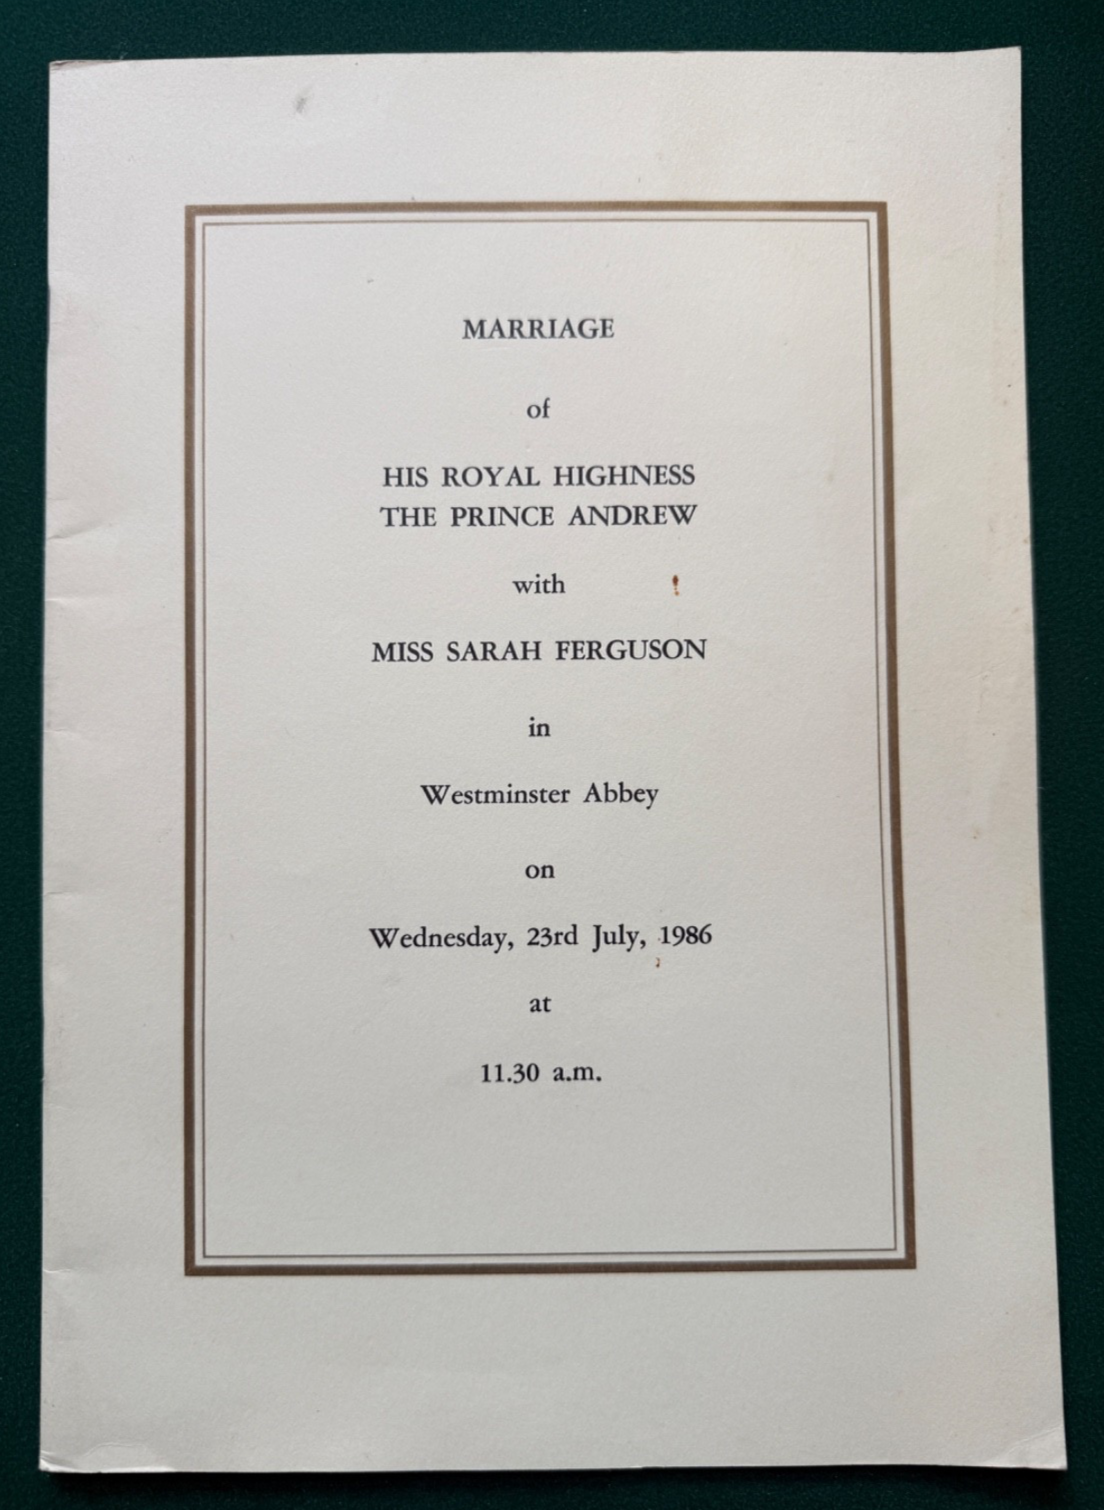 MARRIAGE
of
HIS ROYAL HIGHNESS
THE PRINCE ANDREW
with
MISS SARAH FERGUSON
in
Westminster Abbey
on
Wednesday, 23rd July, 1986
at
11.30 a.m.